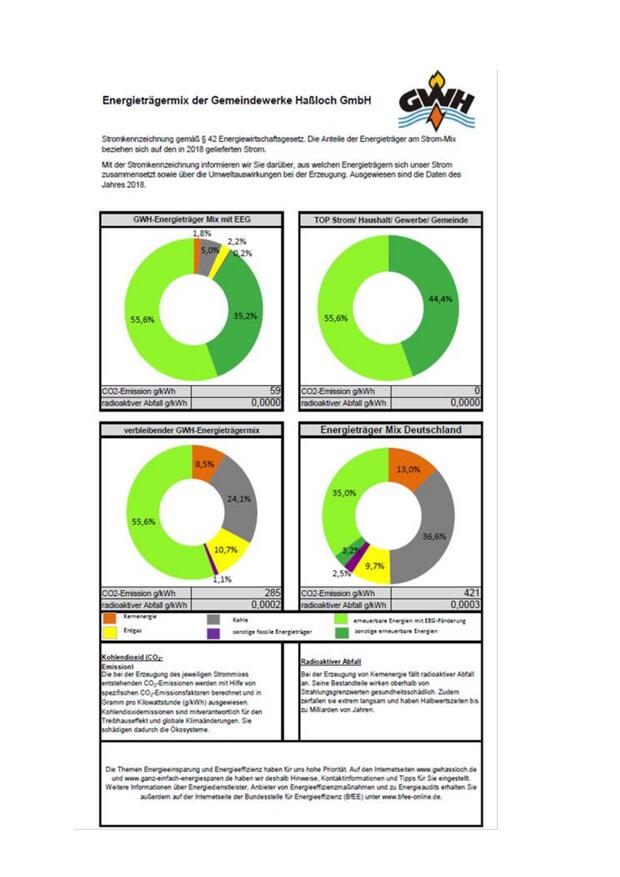 GWH
Energieträgermix der Gemeindewerke Haßloch GmbH
Stromkennzeichnung gemäß § 42 Energiewirtschaftsgesetz. Die Anteile der Energieträger am Strom-Mix
beziehen sich auf den in 2018 gelieferten Strom.
Mit der Stromkennzeichnung informieren wir Sie darüber, aus welchen Energieträgern sich unser Strom
zusammensetzt sowie über die Umweltauswirkungen bei der Erzeugung. Ausgewiesen sind die Daten des
Jahres 2018.
GWH-Energieträger Mix mit EEG
1,8%
5,0%
2,2%
0,2%
35,2%
55,6%
CO2-Emission g/kWh 59
radioaktiver Abfall g/kWh 0,0000
TOP Strom/ Haushalt/ Gewerbe/ Gemeinde
44,4%
55,6%
CO2-Emission g/kWh 0
radioaktiver Abfall g/kWh 0,0000
verbleibender GWH-Energieträgermix
8,5%
24,1%
10,7%
1,1%
55,6%
CO2-Emission g/kWh 285
radioaktiver Abfall g/kWh 0,0002
Energieträger Mix Deutschland
13,0%
36,6%
9,7%
2,5%
3,2%
35,0%
CO2-Emission g/kWh 421
radioaktiver Abfall g/kWh 0,0003
Kernenergie Kohle erneuerbare Energien mit EEG-Förderung
Erdgas sonstige fossile Energieträger sonstige erneuerbare Energien
Kohlendioxid (CO₂-
Emission)
Die bei der Erzeugung des jeweiligen Strommixes
entstehenden CO₂-Emissionen werden mit Hilfe von
spezifischen CO₂-Emissionsfaktoren berechnet und in
Gramm pro Kilowattstunde (g/kWh) ausgewiesen.
Kohlendioxidemissionen sind mitverantwortlich für den
Treibhauseffekt und globale Klimaänderungen. Sie
schädigen dadurch die Ökosysteme.
Radioaktiver Abfall
Bei der Erzeugung von Kernenergie fällt radioaktiver Abfall
an. Seine Bestandteile wirken oberhalb von
Strahlungsgrenzwerten gesundheitsschädlich. Zudem
zerfallen sie extrem langsam und haben Halbwertszeiten bis
zu Milliarden von Jahren.
Die Themen Energieeinsparung und Energieeffizienz haben für uns hohe Priorität. Auf den Internetseiten www.gwhassloch.de
und www.ganz-einfach-energiesparen.de haben wir deshalb Hinweise, Kontaktinformationen und Tipps für Sie eingestellt.
Weitere Informationen über Energiedienstleister, Anbieter von Energieeffizienzmaßnahmen und zu Energieaudits erhalten Sie
außerdem auf der Internetseite der Bundesstelle für Energieeffizienz (BfEE) unter www.bfee-online.de.